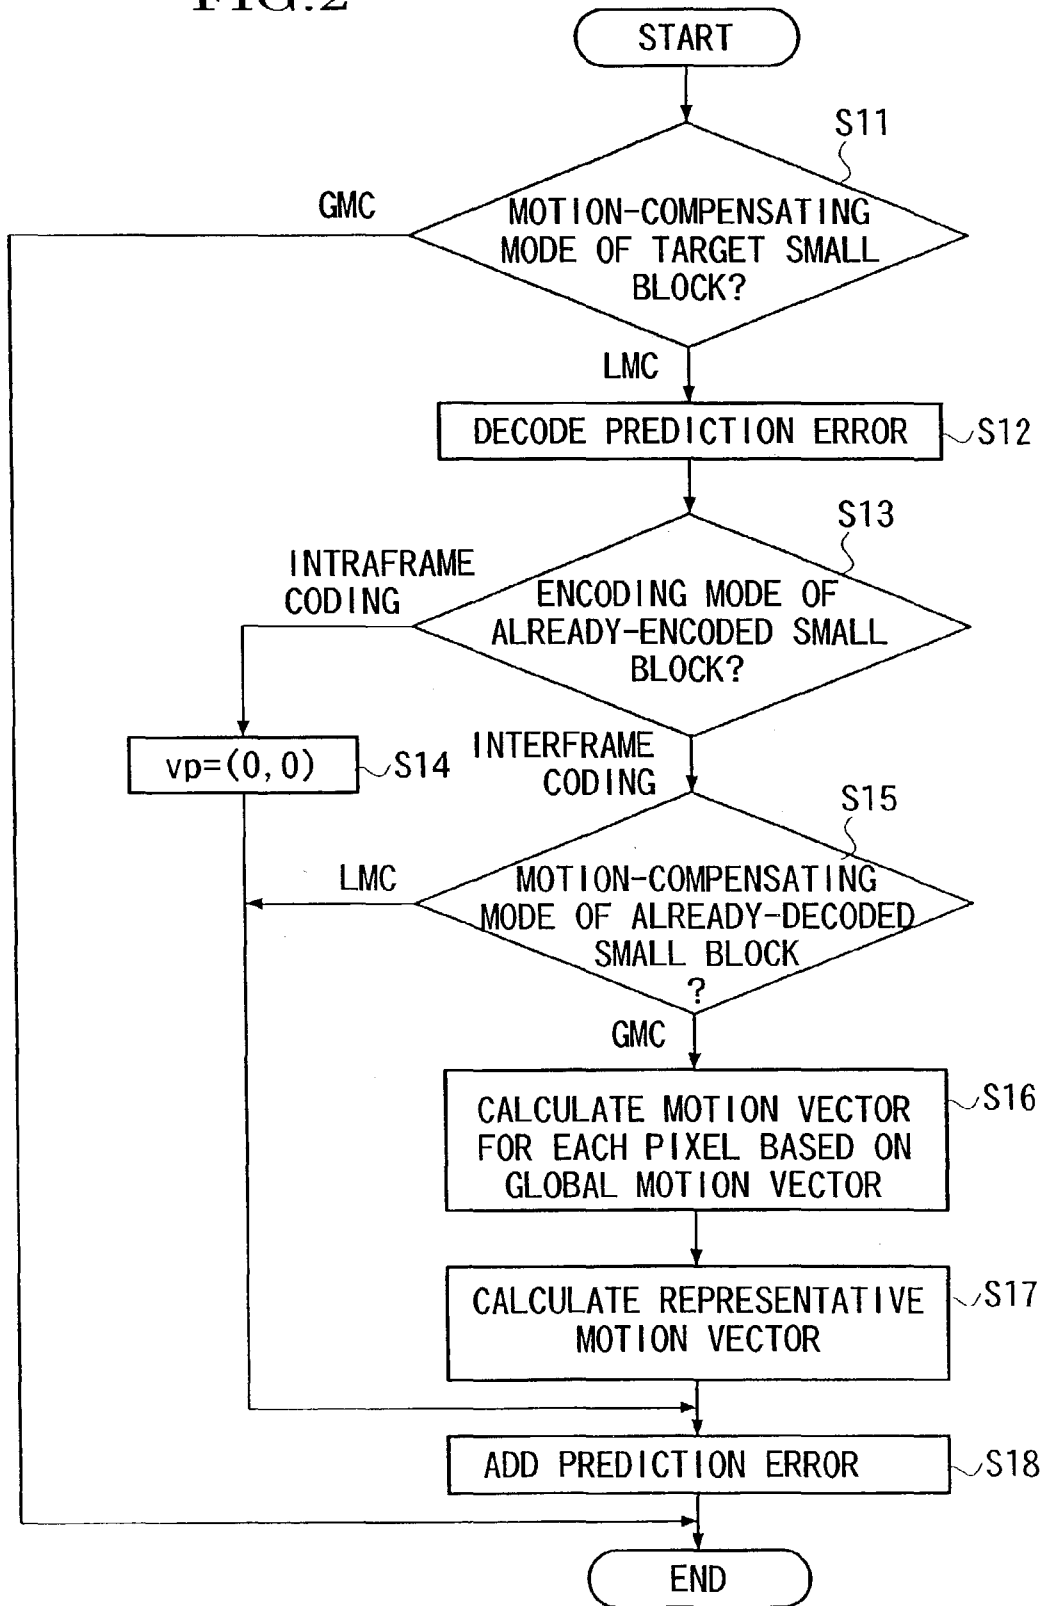 FIG.2
START
S11
GMC
MOTION-COMPENSATING
MODE OF TARGET SMALL
BLOCK?
LMC
DECODE PREDICTION ERROR
S12
S13
INTRAFRAME
CODING
ENCODING MODE OF
ALREADY-ENCODED SMALL
BLOCK?
vp=(0,0)
S14
INTERFRAME
CODING
S15
LMC
MOTION-COMPENSATING
MODE OF ALREADY-DECODED
SMALL BLOCK
?
GMC
CALCULATE MOTION VECTOR
FOR EACH PIXEL BASED ON
GLOBAL MOTION VECTOR
S16
CALCULATE REPRESENTATIVE
MOTION VECTOR
S17
ADD PREDICTION ERROR
S18
END